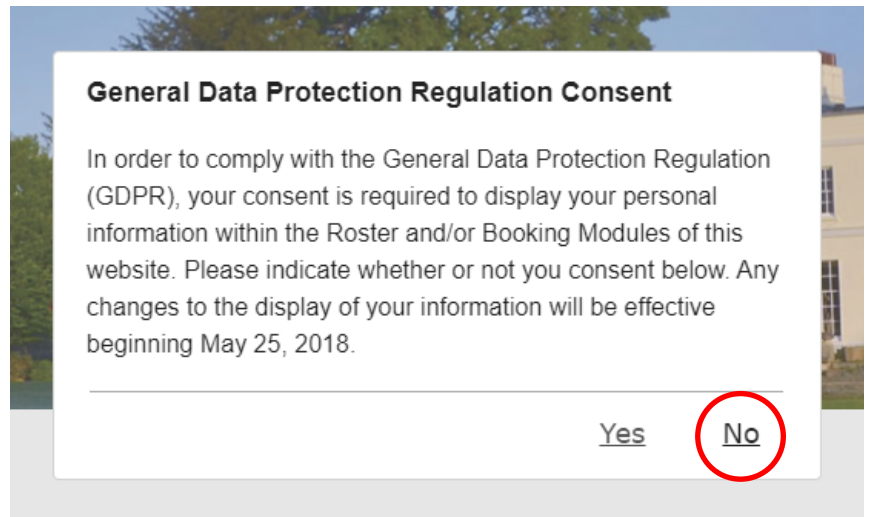 General Data Protection Regulation Consent
In order to comply with the General Data Protection Regulation
(GDPR), your consent is required to display your personal
information within the Roster and/or Booking Modules of this
website. Please indicate whether or not you consent below. Any
changes to the display of your information will be effective
beginning May 25, 2018.
Yes No